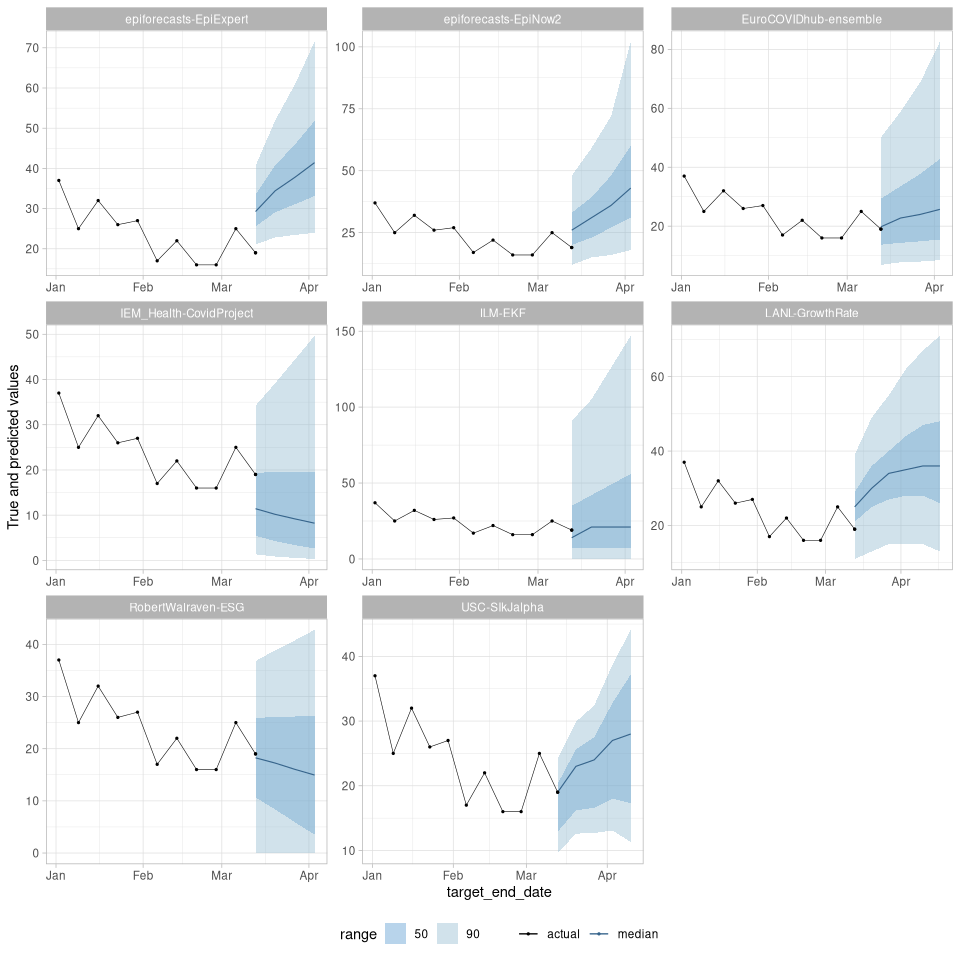 epiforecasts-EpiExpert
epiforecasts-EpiNow2
EuroCOVIDhub-ensemble
70
60
50
40
30
20
Jan Feb Mar Apr
100
75
50
25
Jan Feb Mar Apr
80
60
40
20
Jan Feb Mar Apr
IEM_Health-CovidProject
ILM-EKF
LANL-GrowthRate
True and predicted values
50
40
30
20
10
0
Jan Feb Mar Apr
150
100
50
0
Jan Feb Mar Apr
60
40
20
Jan Feb Mar Apr
RobertWalraven-ESG
USC-SIkJalpha
40
30
20
10
0
Jan Feb Mar Apr
40
30
20
10
Jan Feb Mar Apr
target_end_date
range 50 90 actual median